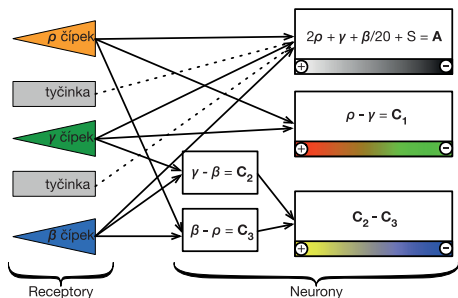 ρ čípek
tyčinka
γ čípek
tyčinka
β čípek
Receptory
2ρ + γ + β/20 + S = A
+ −
ρ - γ = C₁
+ −
γ - β = C₂
β - ρ = C₃
C₂ - C₃
+ −
Neurony